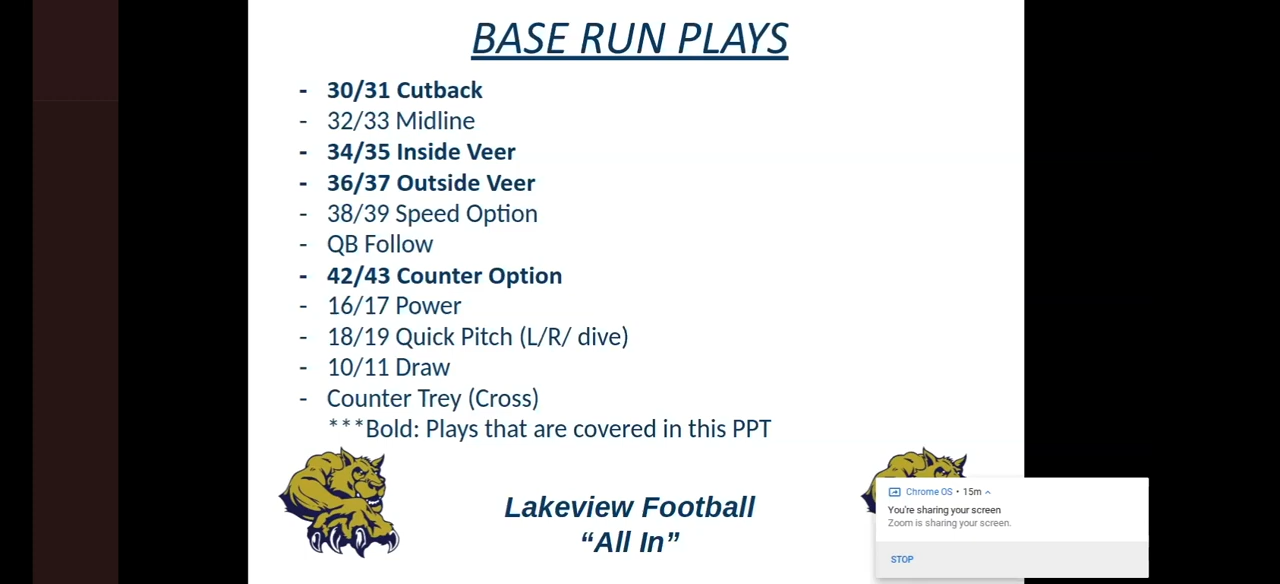 BASE RUN PLAYS
- 30/31 Cutback
- 32/33 Midline
- 34/35 Inside Veer
- 36/37 Outside Veer
- 38/39 Speed Option
- QB Follow
- 42/43 Counter Option
- 16/17 Power
- 18/19 Quick Pitch (L/R/ dive)
- 10/11 Draw
- Counter Trey (Cross)
***Bold: Plays that are covered in this PPT
Lakeview Football
“All In”
Chrome OS • 15m
You're sharing your screen
Zoom is sharing your screen.
STOP